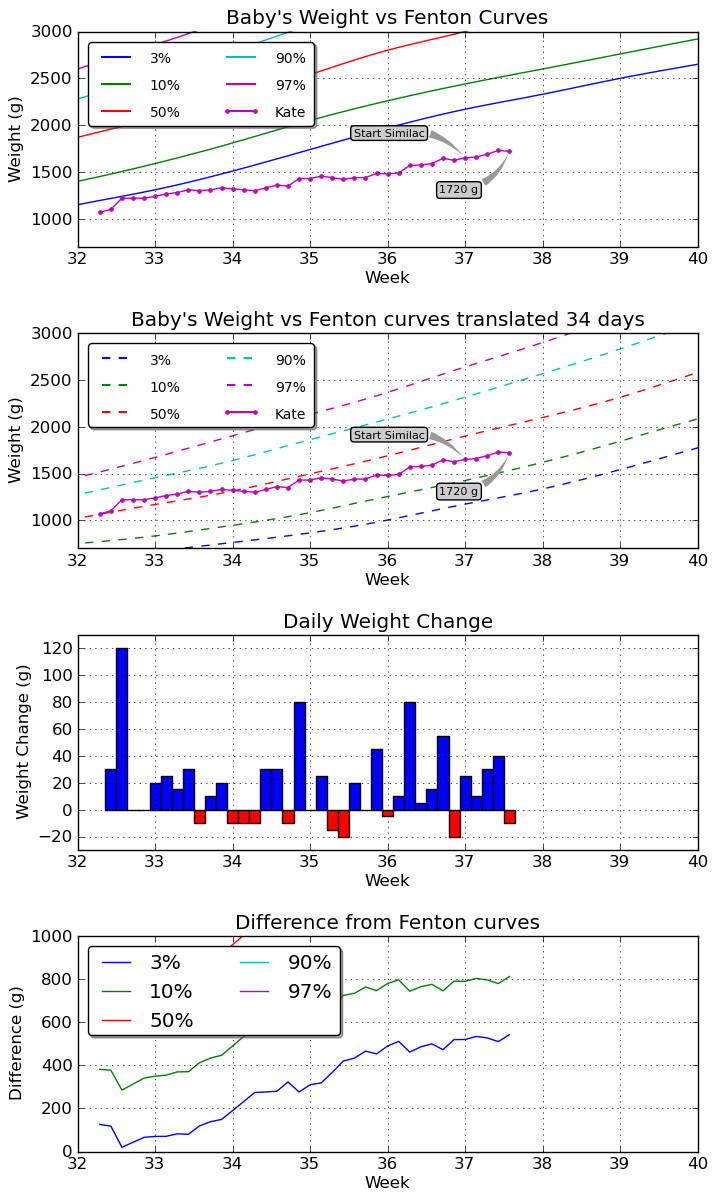 Baby's Weight vs Fenton Curves
3000
2500
2000
1500
1000
Weight (g)
3% 90%
10% 97%
50% Kate
Start Similac
1720 g
32 33 34 35 36 37 38 39 40
Week
Baby's Weight vs Fenton curves translated 34 days
3000
2500
2000
1500
1000
Weight (g)
3% 90%
10% 97%
50% Kate
Start Similac
1720 g
32 33 34 35 36 37 38 39 40
Week
Daily Weight Change
120
100
80
60
40
20
0
−20
Weight Change (g)
32 33 34 35 36 37 38 39 40
Week
Difference from Fenton curves
1000
800
600
400
200
0
Difference (g)
3% 90%
10% 97%
50%
32 33 34 35 36 37 38 39 40
Week